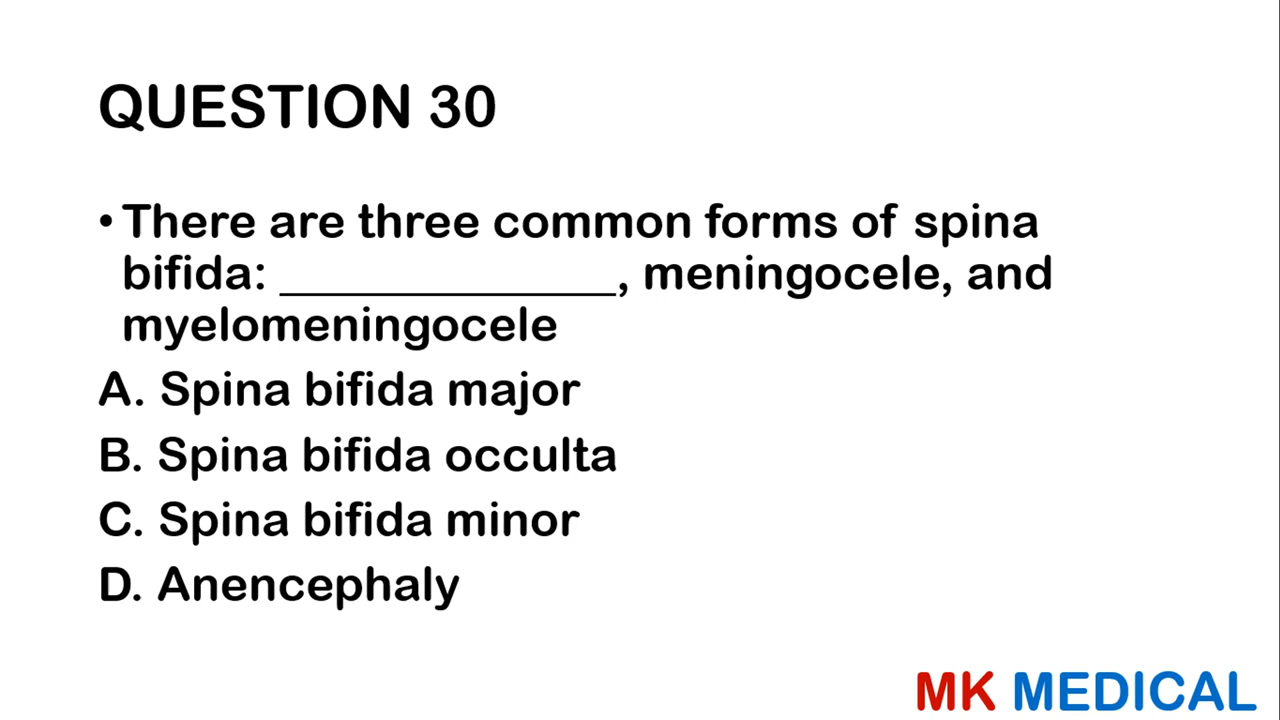 QUESTION 30
• There are three common forms of spina
bifida: ______________, meningocele, and
myelomeningocele
A. Spina bifida major
B. Spina bifida occulta
C. Spina bifida minor
D. Anencephaly
MK MEDICAL